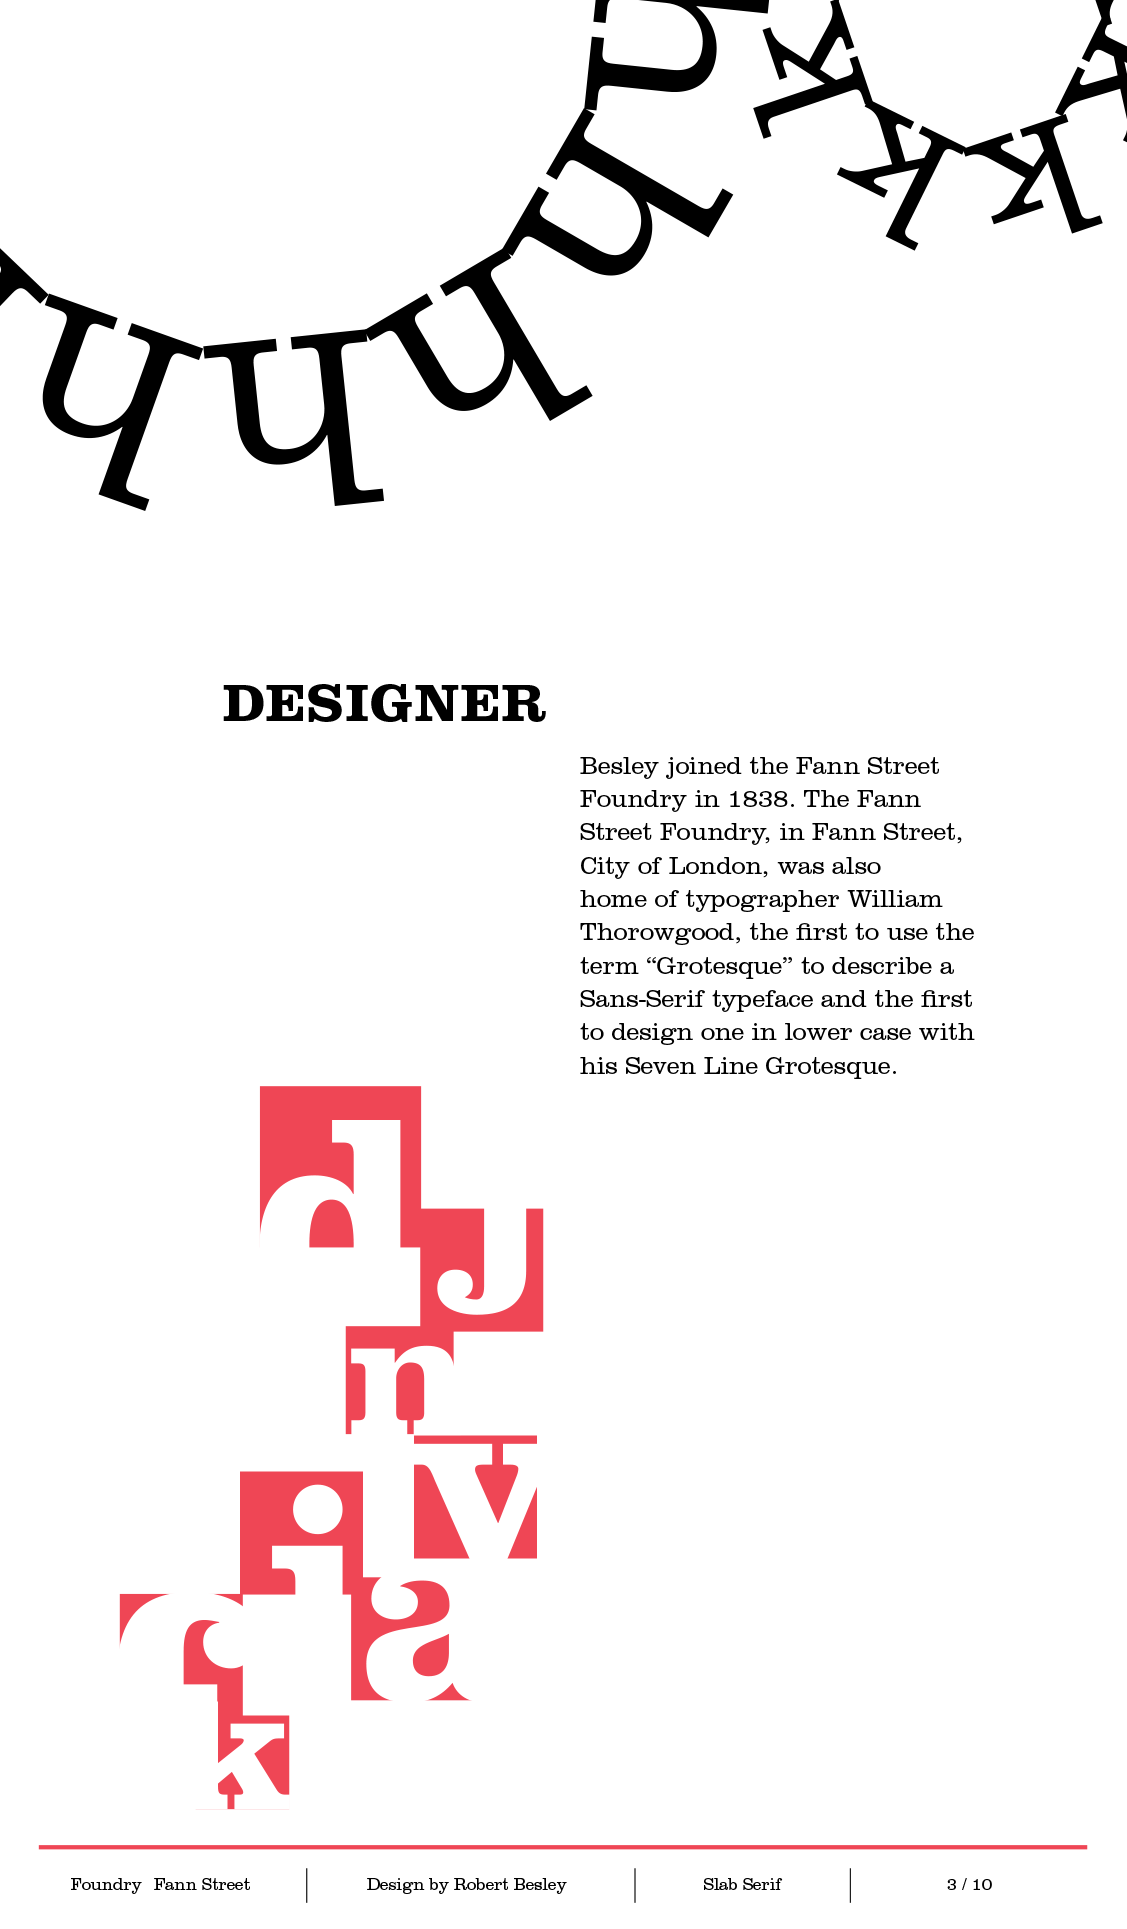 h h h h h k k k k
DESIGNER
Besley joined the Fann Street
Foundry in 1838. The Fann
Street Foundry, in Fann Street,
City of London, was also
home of typographer William
Thorowgood, the first to use the
term “Grotesque” to describe a
Sans-Serif typeface and the first
to design one in lower case with
his Seven Line Grotesque.
d
j
n
v
i
a
c
k
Foundry Fann Street
Design by Robert Besley
Slab Serif
3 / 10